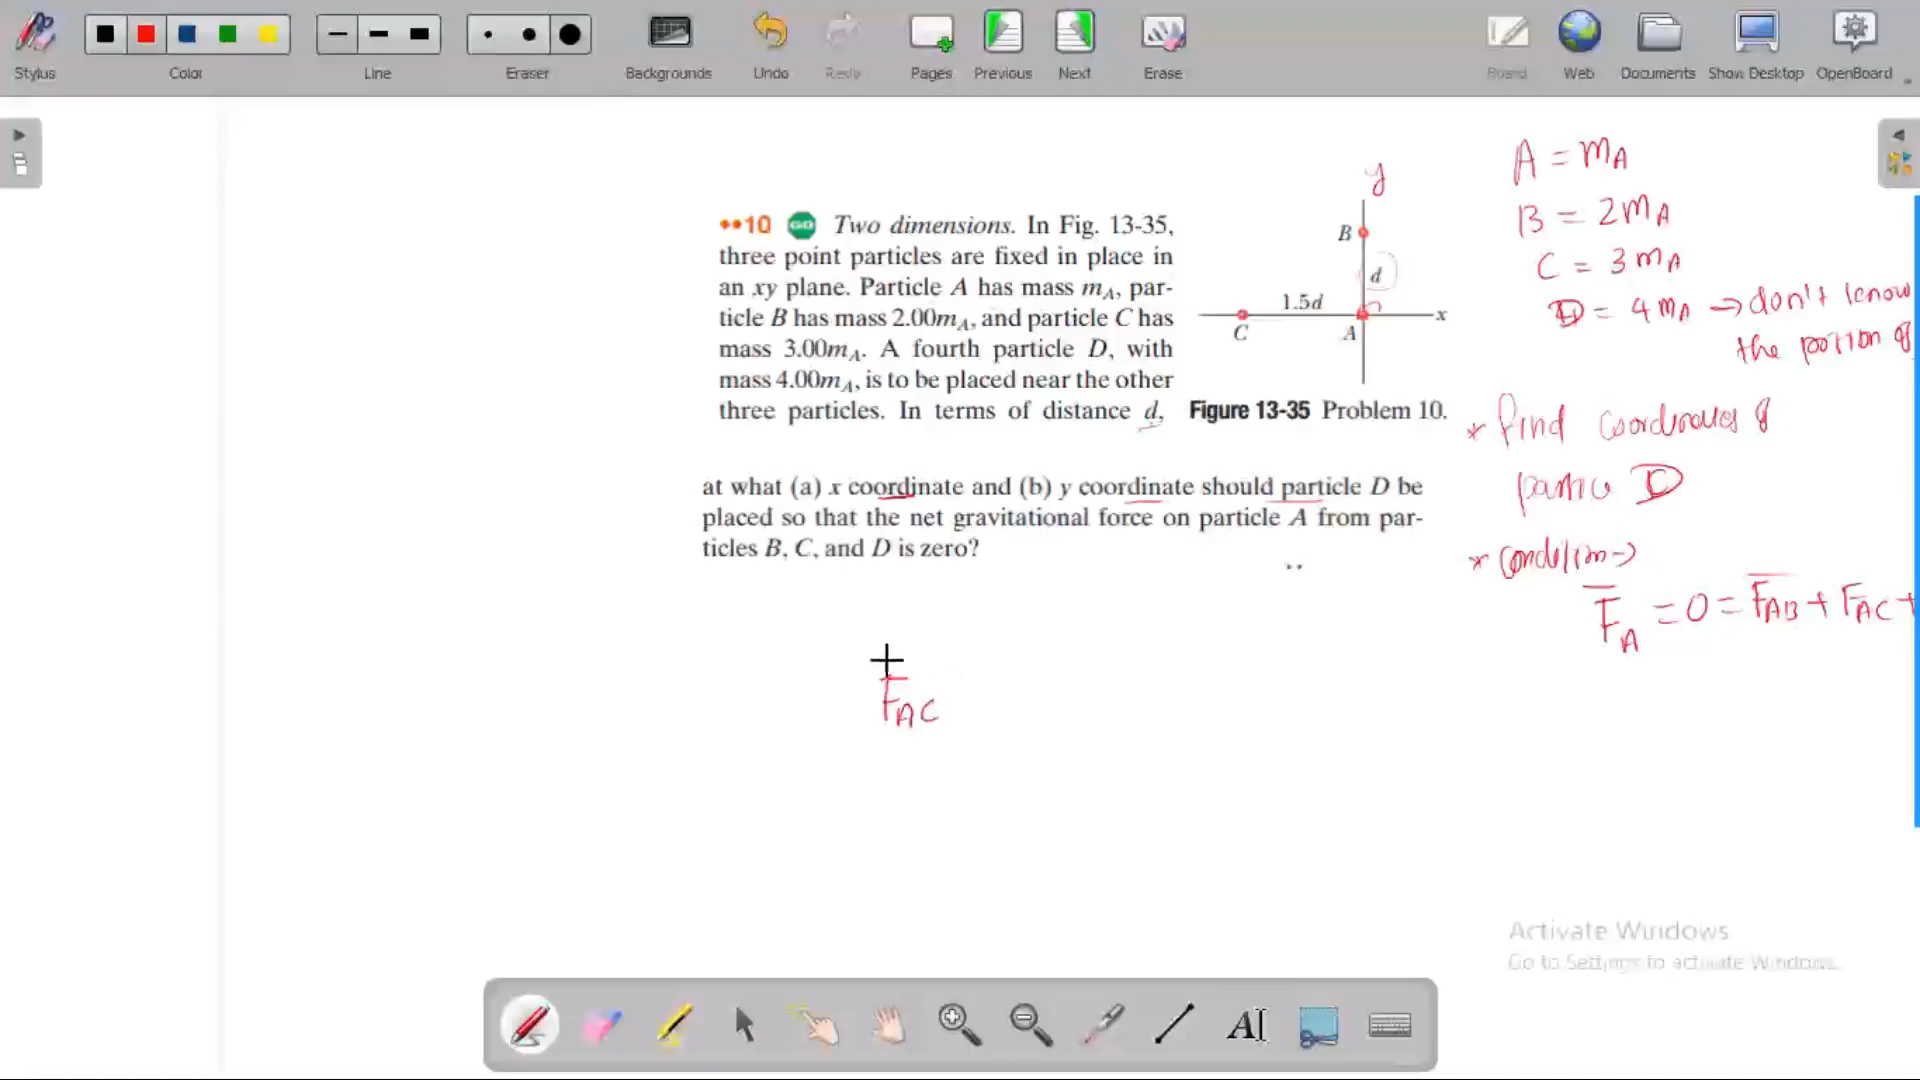 Stylus
Color
Line
Eraser
Backgrounds
Undo
Redo
Pages
Previous
Next
Erase
Board
Web
Documents
Show Desktop
OpenBoard
••10 GO Two dimensions. In Fig. 13-35,
three point particles are fixed in place in
an xy plane. Particle A has mass mA, par-
ticle B has mass 2.00mA, and particle C has
mass 3.00mA. A fourth particle D, with
mass 4.00mA, is to be placed near the other
three particles. In terms of distance d,
y
B
d
1.5d
x
C
A
Figure 13-35 Problem 10.
at what (a) x coordinate and (b) y coordinate should particle D be
placed so that the net gravitational force on particle A from par-
ticles B, C, and D is zero?
A = mA
B = 2mA
C = 3mA
D = 4mA → don't know
the of
* find of
D
*
FA = 0 = FAB + FAC +
FAC
Activate Windows
Go to Settings to activate Windows.
AI